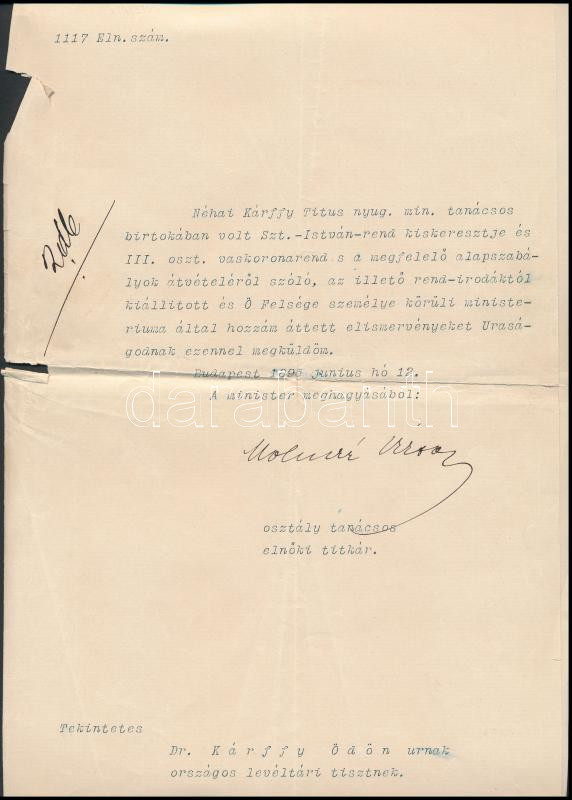 1117 Eln. szám.
Néhai Kárffy Titus nyug. min. tanácsos
birtokában volt Szt.-István-rend kiskeresztje és
III. oszt. vaskoronarend s a megfelelő alapszabá-
lyok átvételéről szóló, az illető rend-irodáktól
kiállitott és Ő Felsége személye körüli ministe-
riuma által hozzám áttett elismervényeket Urasá-
godnak ezennel megküldöm.
Budapest junius hó 12.
A minister meghagyásából:
darabanth
osztály tanácsos
elnöki titkár.
Tekintetes
Dr. Kárffy Ödön urnak
országos levéltári tisztnek.